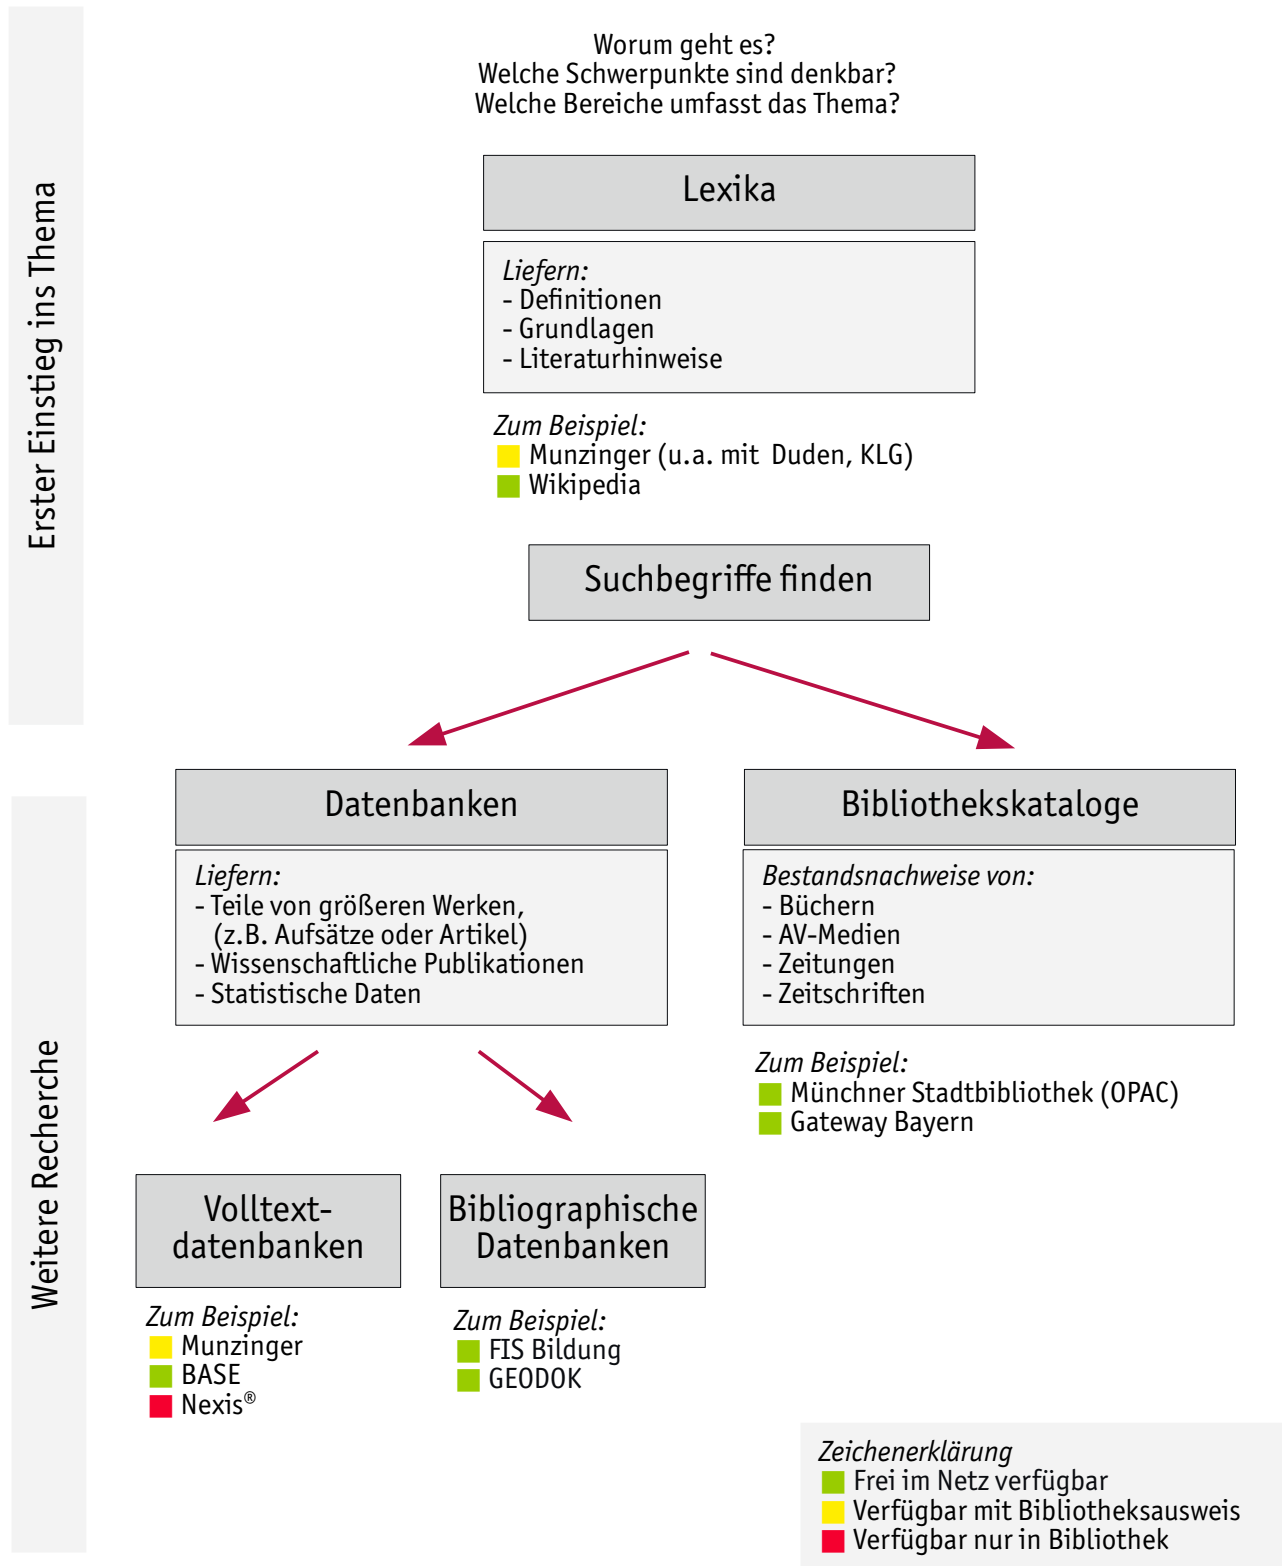 Erster Einstieg ins Thema
Worum geht es?
Welche Schwerpunkte sind denkbar?
Welche Bereiche umfasst das Thema?
Lexika
Liefern:
- Definitionen
- Grundlagen
- Literaturhinweise
Zum Beispiel:
Munzinger (u.a. mit Duden, KLG)
Wikipedia
Suchbegriffe finden
Weitere Recherche
Datenbanken
Liefern:
- Teile von größeren Werken,
(z.B. Aufsätze oder Artikel)
- Wissenschaftliche Publikationen
- Statistische Daten
Bibliothekskataloge
Bestandsnachweise von:
- Büchern
- AV-Medien
- Zeitungen
- Zeitschriften
Zum Beispiel:
Münchner Stadtbibliothek (OPAC)
Gateway Bayern
Volltext-
datenbanken
Zum Beispiel:
Munzinger
BASE
Nexis®
Bibliographische
Datenbanken
Zum Beispiel:
FIS Bildung
GEODOK
Zeichenerklärung
Frei im Netz verfügbar
Verfügbar mit Bibliotheksausweis
Verfügbar nur in Bibliothek